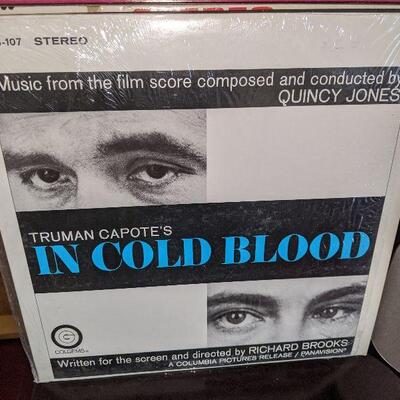 -107 STEREO
Music from the film score composed and conducted by
QUINCY JONES
TRUMAN CAPOTE'S
IN COLD BLOOD
COLGEMS®
Written for the screen and directed by RICHARD BROOKS
A COLUMBIA PICTURES RELEASE / PANAVISION®